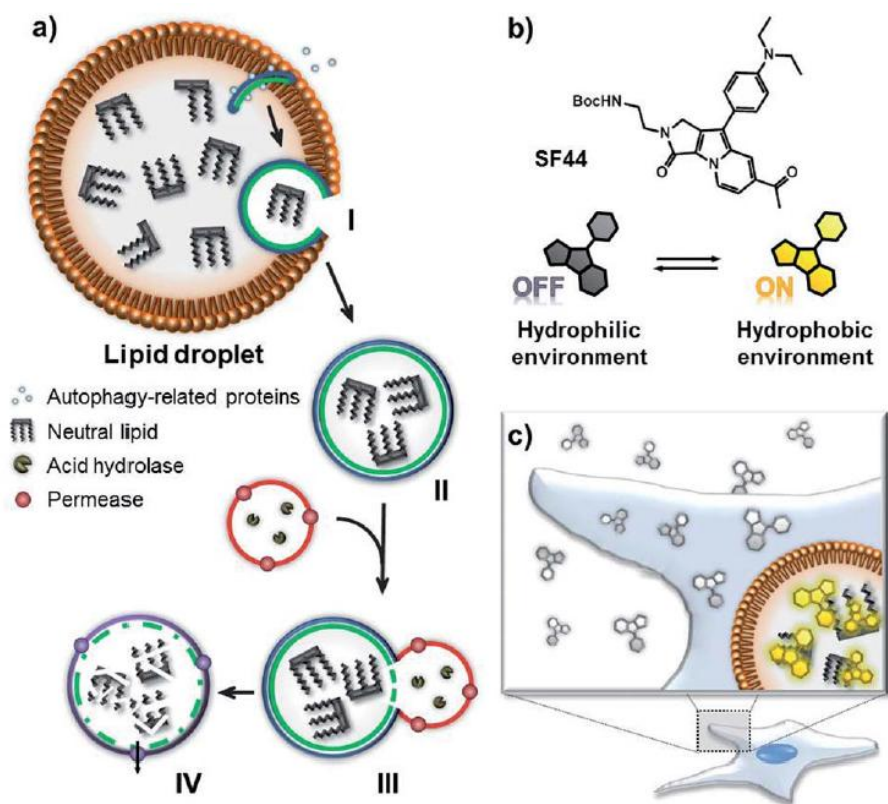 a)
I
Lipid droplet
Autophagy-related proteins
Neutral lipid
Acid hydrolase
Permease
II
III
IV
b)
N
BocHN
N
O
N
O
SF44
OFF
ON
Hydrophilic
environment
Hydrophobic
environment
c)